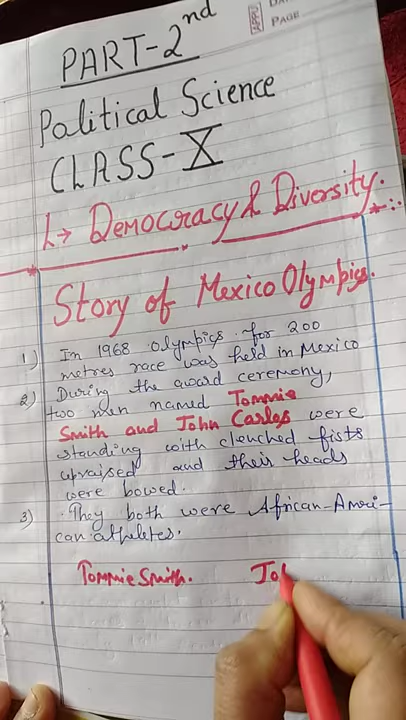 PART-2nd
PAGE
Political Science
CLASS-X
L→ Democracy & Diversity.
Story of Mexico Olympics.
1) In 1968 Olympics for 200
metres race was held in Mexico
2) During the award ceremony,
two men named Tommie
Smith and John Carlos were
standing with clenched fists
upraised and their heads
were bowed.
3) They both were African-Ameri-
can athletes.
Tommie Smith. Joh